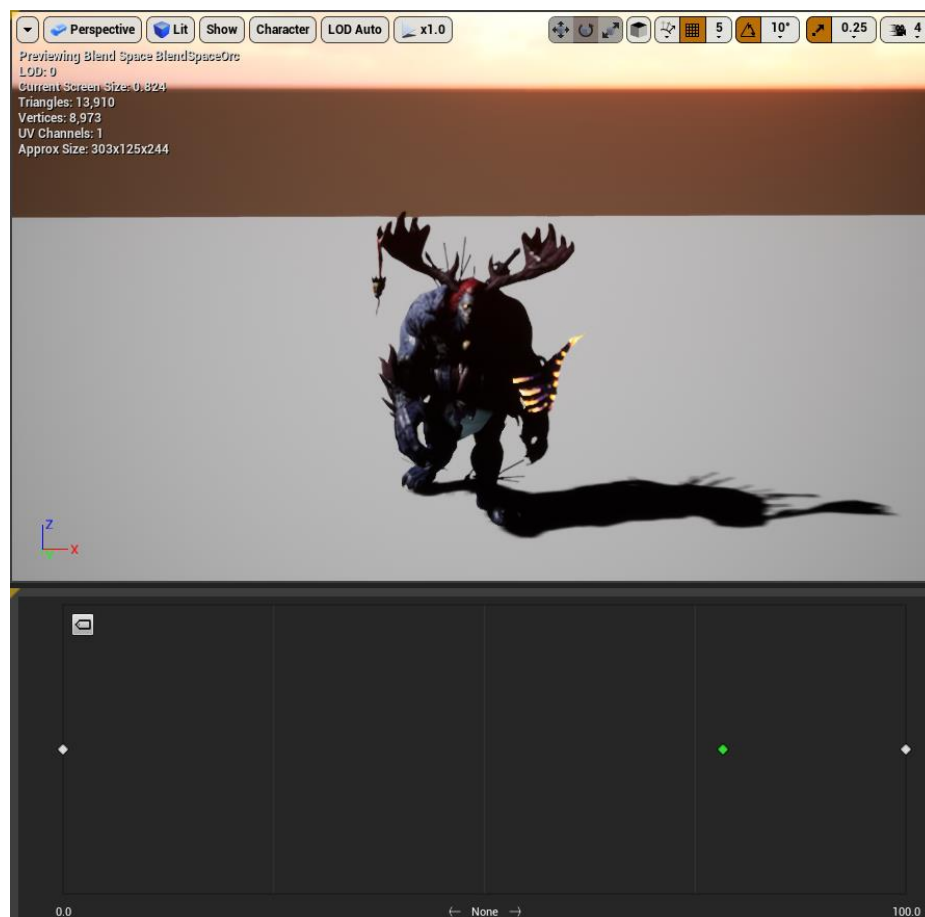 Perspective Lit Show Character LOD Auto x1.0 5 10° 0.25 4
Previewing Blend Space BlendSpaceOrc
LOD: 0
Current Screen Size: 0.824
Triangles: 13,910
Vertices: 8,973
UV Channels: 1
Approx Size: 303x125x244
Z
X
0.0 None 100.0